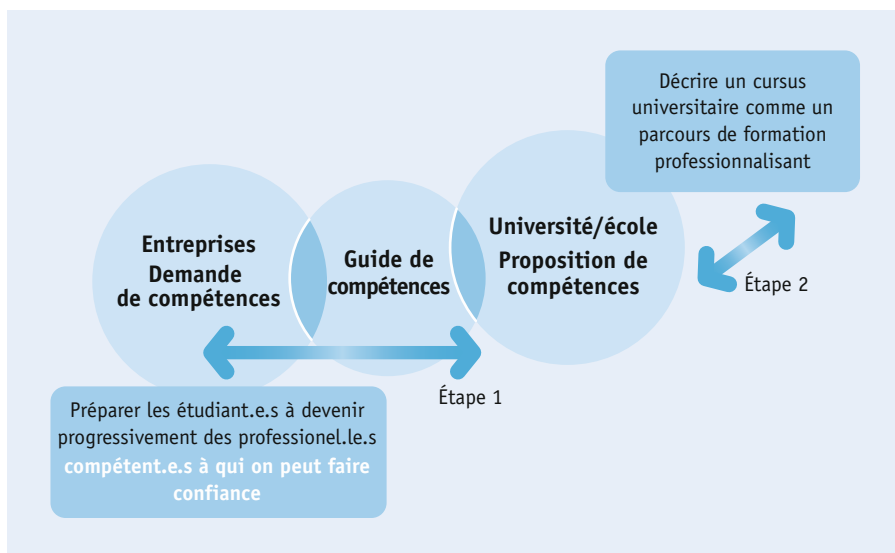 Décrire un cursus
universitaire comme un
parcours de formation
professionnalisant
Entreprises
Demande
de compétences
Guide de
compétences
Université/école
Proposition de
compétences
Étape 2
Étape 1
Préparer les étudiant.e.s à devenir
progressivement des professionel.le.s
compétent.e.s à qui on peut faire
confiance